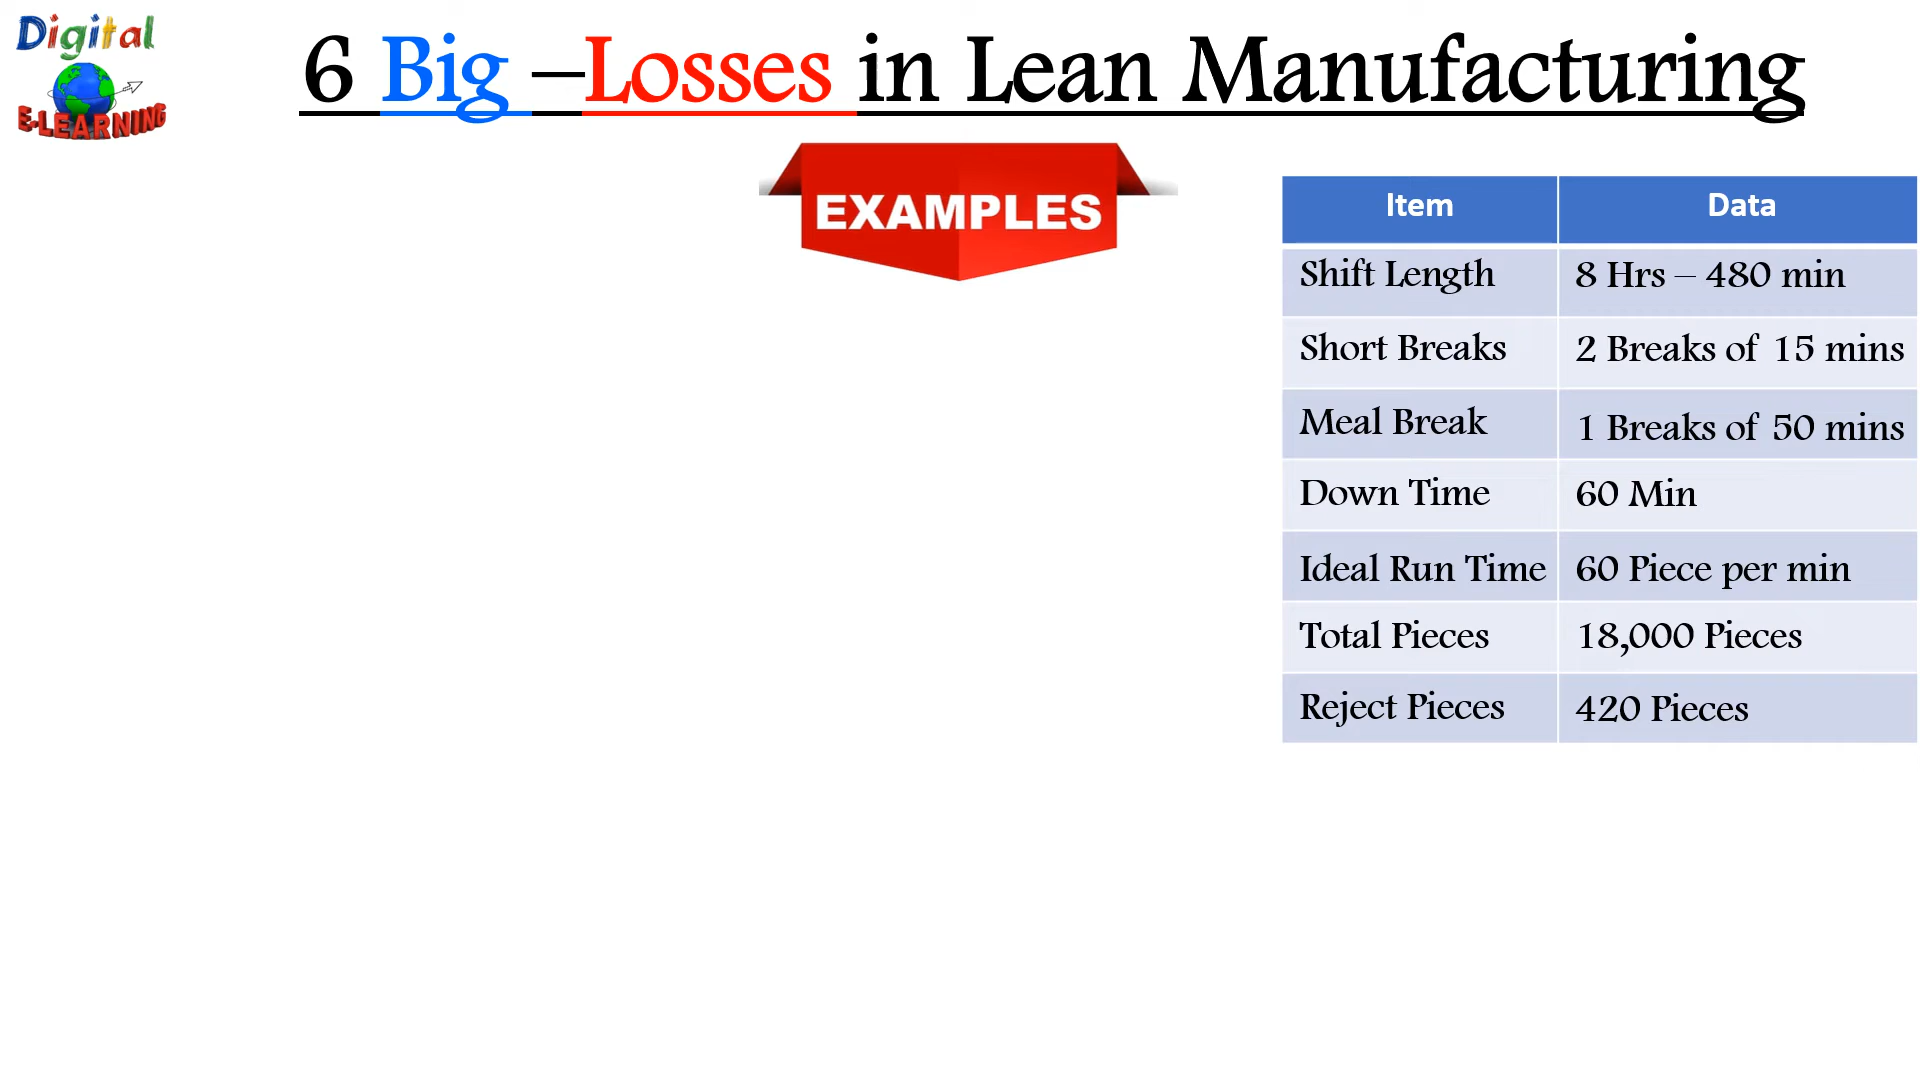 Digital
E-LEARNING
6 Big –Losses in Lean Manufacturing
EXAMPLES
Item Data
Shift Length 8 Hrs – 480 min
Short Breaks 2 Breaks of 15 mins
Meal Break 1 Breaks of 50 mins
Down Time 60 Min
Ideal Run Time 60 Piece per min
Total Pieces 18,000 Pieces
Reject Pieces 420 Pieces